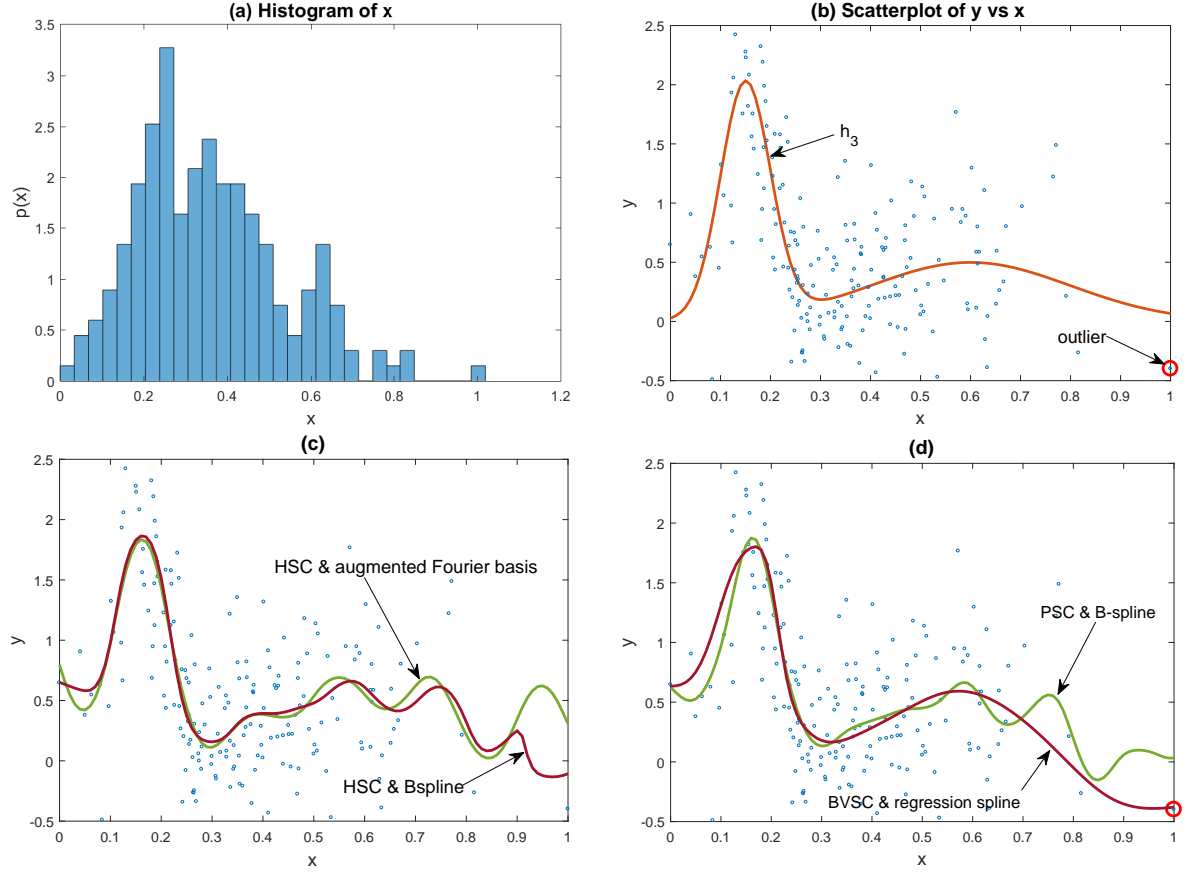 (a) Histogram of x
3.5
3
2.5
2
1.5
1
0.5
0
p(x)
0 0.2 0.4 0.6 0.8 1 1.2
x
(b) Scatterplot of y vs x
2.5
2
1.5
1
0.5
0
-0.5
y
h3
outlier
0 0.1 0.2 0.3 0.4 0.5 0.6 0.7 0.8 0.9 1
x
(c)
2.5
2
1.5
1
0.5
0
-0.5
y
HSC & augmented Fourier basis
HSC & Bspline
0 0.1 0.2 0.3 0.4 0.5 0.6 0.7 0.8 0.9 1
x
(d)
2.5
2
1.5
1
0.5
0
-0.5
y
PSC & B-spline
BVSC & regression spline
0 0.1 0.2 0.3 0.4 0.5 0.6 0.7 0.8 0.9 1
x